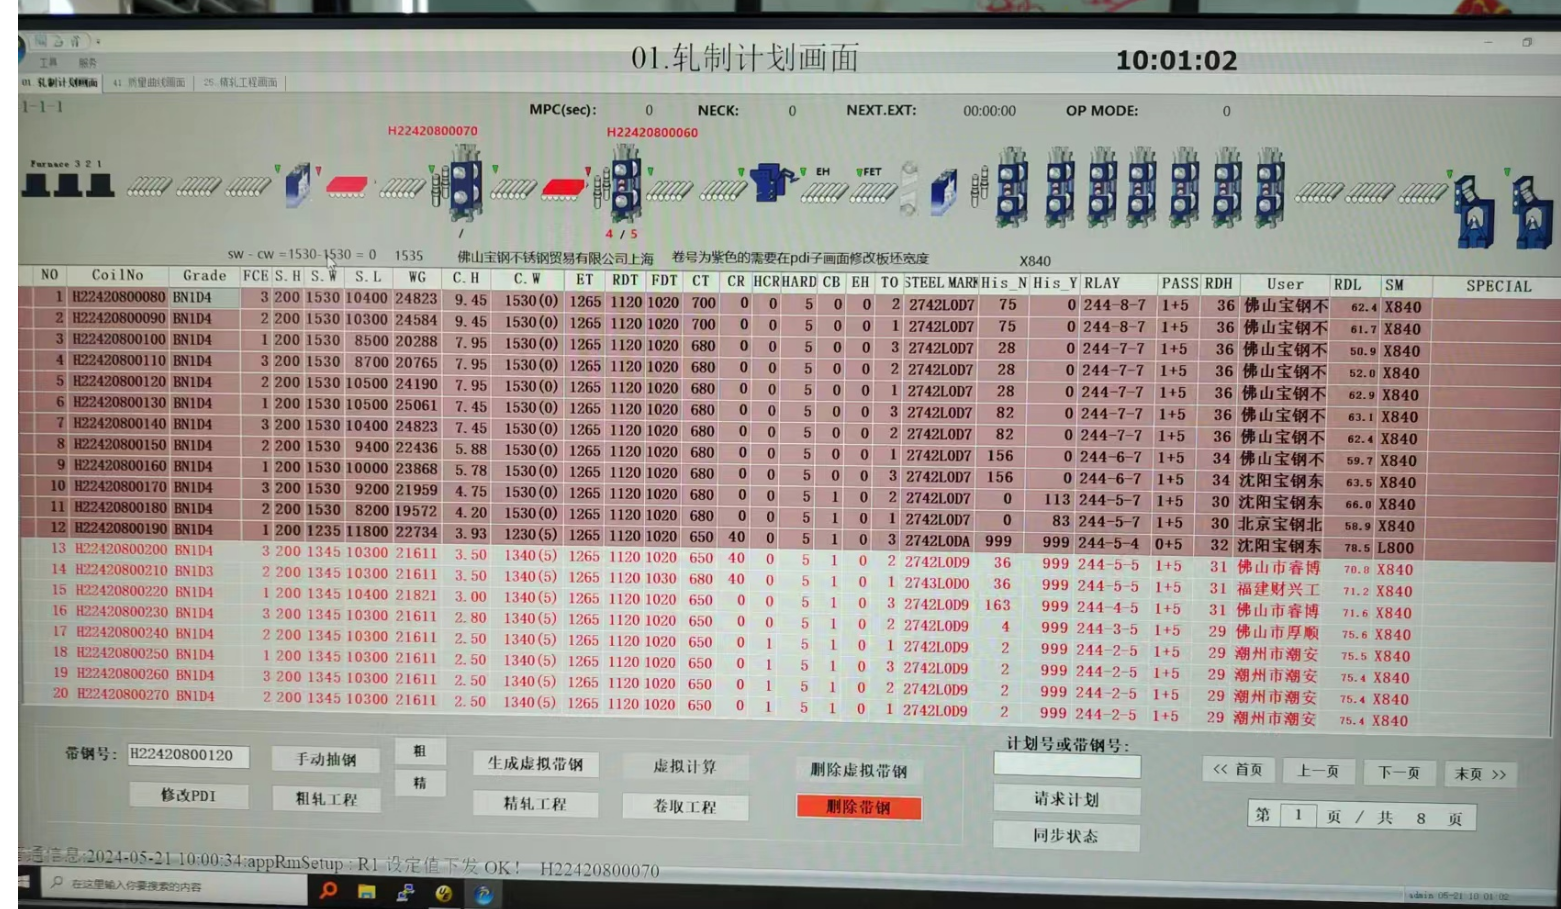 01.轧制计划画面
10:01:02
工具 服务
01 轧制计划画面 41 质量曲线画面 25 精轧工程画面
1-1-1
MPC(sec): 0 NECK: 0 NEXT.EXT: 00:00:00 OP MODE: 0
H22420800070 H22420800060
Furnace 3 2 1
EH FET
/ 4 / 5
sw - cw =1530-1530 = 0 1535 佛山宝钢不锈钢贸易有限公司上海 卷号为紫色的需要在pdi子画面修改板坯宽度 X840
NO CoilNo Grade FCE S.H S.W S.L WG C.H C.W ET RDT FDT CT CR HCR HARD CB EH TO STEEL MARK His_N His_Y RLAY PASS RDH User RDL SM SPECIAL
1 H22420800080 BN1D4 3 200 1530 10400 24823 9.45 1530(0) 1265 1120 1020 700 0 0 5 0 0 2 2742L0D7 75 0 244-8-7 1+5 36 佛山宝钢不 62.4 X840
2 H22420800090 BN1D4 2 200 1530 10300 24584 9.45 1530(0) 1265 1120 1020 700 0 0 5 0 0 1 2742L0D7 75 0 244-8-7 1+5 36 佛山宝钢不 61.7 X840
3 H22420800100 BN1D4 1 200 1530 8500 20288 7.95 1530(0) 1265 1120 1020 680 0 0 5 0 0 3 2742L0D7 28 0 244-7-7 1+5 36 佛山宝钢不 50.9 X840
4 H22420800110 BN1D4 3 200 1530 8700 20765 7.95 1530(0) 1265 1120 1020 680 0 0 5 0 0 2 2742L0D7 28 0 244-7-7 1+5 36 佛山宝钢不 52.0 X840
5 H22420800120 BN1D4 2 200 1530 10500 24190 7.95 1530(0) 1265 1120 1020 680 0 0 5 0 0 1 2742L0D7 28 0 244-7-7 1+5 36 佛山宝钢不 62.9 X840
6 H22420800130 BN1D4 1 200 1530 10500 25061 7.45 1530(0) 1265 1120 1020 680 0 0 5 0 0 3 2742L0D7 82 0 244-7-7 1+5 36 佛山宝钢不 63.1 X840
7 H22420800140 BN1D4 3 200 1530 10400 24823 7.45 1530(0) 1265 1120 1020 680 0 0 5 0 0 2 2742L0D7 82 0 244-7-7 1+5 36 佛山宝钢不 62.4 X840
8 H22420800150 BN1D4 2 200 1530 9400 22436 5.88 1530(0) 1265 1120 1020 680 0 0 5 0 0 1 2742L0D7 156 0 244-6-7 1+5 34 佛山宝钢不 59.7 X840
9 H22420800160 BN1D4 1 200 1530 10000 23868 5.78 1530(0) 1265 1120 1020 680 0 0 5 0 0 3 2742L0D7 156 0 244-6-7 1+5 34 沈阳宝钢东 63.5 X840
10 H22420800170 BN1D4 3 200 1530 9200 21959 4.75 1530(0) 1265 1120 1020 680 0 0 5 1 0 2 2742L0D7 0 113 244-5-7 1+5 30 沈阳宝钢东 66.0 X840
11 H22420800180 BN1D4 2 200 1530 8200 19572 4.20 1530(0) 1265 1120 1020 680 0 0 5 1 0 1 2742L0D7 0 83 244-5-7 1+5 30 北京宝钢北 58.9 X840
12 H22420800190 BN1D4 1 200 1235 11800 22734 3.93 1230(5) 1265 1120 1020 650 40 0 5 1 0 3 2742L0DA 999 999 244-5-4 0+5 32 沈阳宝钢东 78.5 L800
13 H22420800200 BN1D4 3 200 1345 10300 21611 3.50 1340(5) 1265 1120 1020 650 40 0 5 1 0 2 2742L0D9 36 999 244-5-5 1+5 31 佛山市睿博 70.8 X840
14 H22420800210 BN1D3 2 200 1345 10300 21611 3.50 1340(5) 1265 1120 1030 680 40 0 5 1 0 1 2743L0D0 36 999 244-5-5 1+5 31 福建财兴工 71.2 X840
15 H22420800220 BN1D4 1 200 1345 10400 21821 3.00 1340(5) 1265 1120 1020 650 0 0 5 1 0 3 2742L0D9 163 999 244-4-5 1+5 31 佛山市睿博 71.6 X840
16 H22420800230 BN1D4 3 200 1345 10300 21611 2.80 1340(5) 1265 1120 1020 650 0 0 5 1 0 2 2742L0D9 4 999 244-3-5 1+5 29 佛山市厚顺 75.6 X840
17 H22420800240 BN1D4 2 200 1345 10300 21611 2.50 1340(5) 1265 1120 1020 650 0 1 5 1 0 1 2742L0D9 2 999 244-2-5 1+5 29 潮州市潮安 75.5 X840
18 H22420800250 BN1D4 1 200 1345 10300 21611 2.50 1340(5) 1265 1120 1020 650 0 1 5 1 0 3 2742L0D9 2 999 244-2-5 1+5 29 潮州市潮安 75.4 X840
19 H22420800260 BN1D4 3 200 1345 10300 21611 2.50 1340(5) 1265 1120 1020 650 0 1 5 1 0 2 2742L0D9 2 999 244-2-5 1+5 29 潮州市潮安 75.4 X840
20 H22420800270 BN1D4 2 200 1345 10300 21611 2.50 1340(5) 1265 1120 1020 650 0 1 5 1 0 1 2742L0D9 2 999 244-2-5 1+5 29 潮州市潮安 75.4 X840
带钢号: H22420800120 手动抽钢 粗 生成虚拟带钢 虚拟计算 删除虚拟带钢 计划号或带钢号:
<< 首页 上一页 下一页 末页 >>
修改PDI 粗轧工程 精 精轧工程 卷取工程 删除带钢 请求计划
第 1 页 / 共 8 页
同步状态
通信息:2024-05-21 10:00:34:appRmSetup : R1 设定值下发 OK! H22420800070
在这里输入你要搜索的内容
admin 05-21 10:01:02